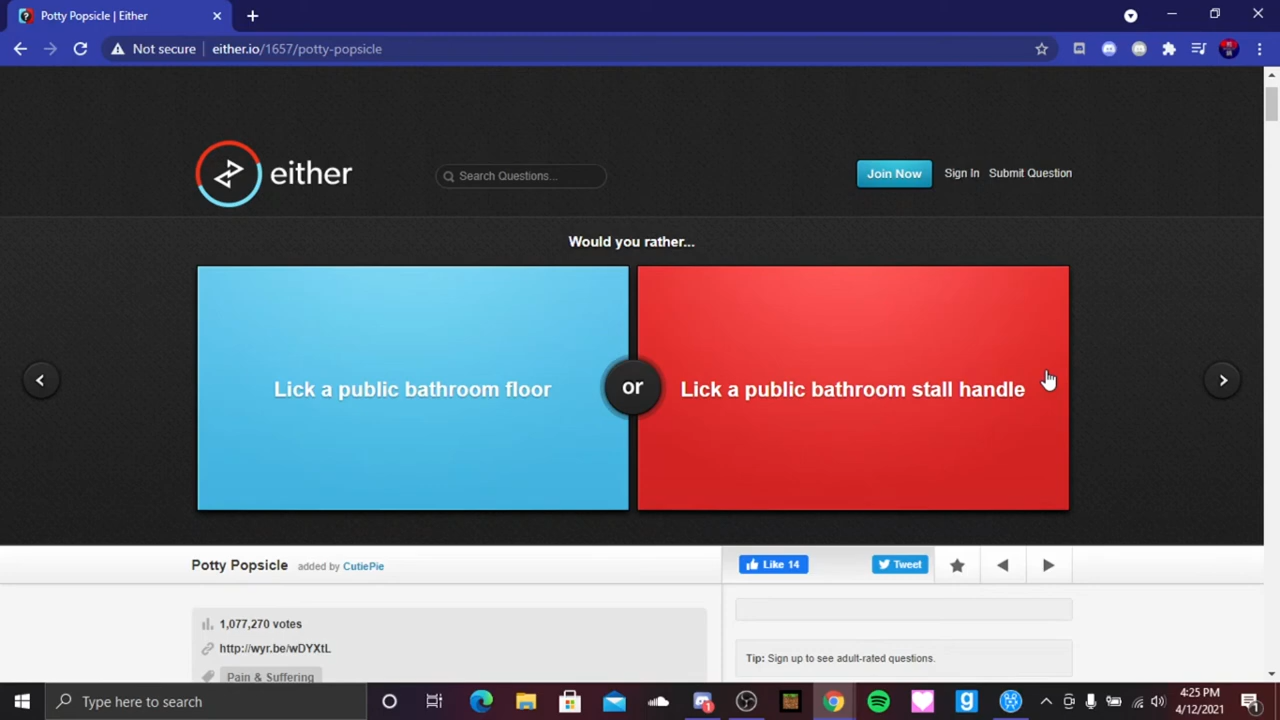 Potty Popsicle | Either
Not secure
either.io/1657/potty-popsicle
either
Search Questions...
Join Now
Sign In
Submit Question
Would you rather...
Lick a public bathroom floor
or
Lick a public bathroom stall handle
Potty Popsicle added by CutiePie
Like 14
Tweet
1,077,270 votes
http://wyr.be/wDYXtL
Pain & Suffering
Tip: Sign up to see adult-rated questions.
Type here to search
4:25 PM
4/12/2021